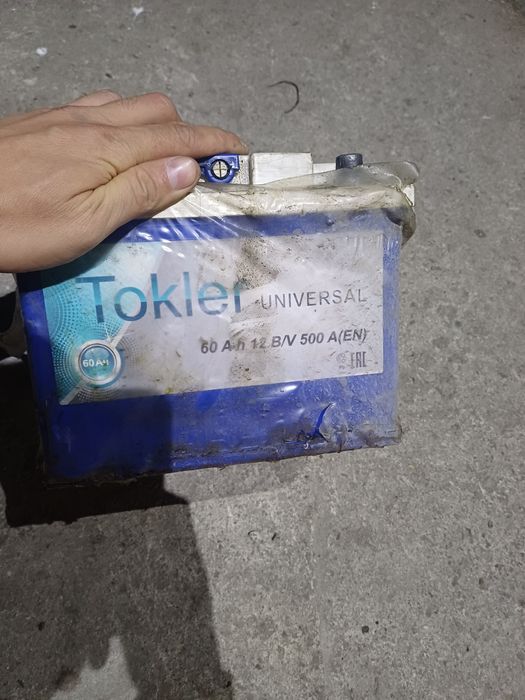 Tokler UNIVERSAL
60 А·h 12 В/V 500 А(EN)
60 А·ч
EAC